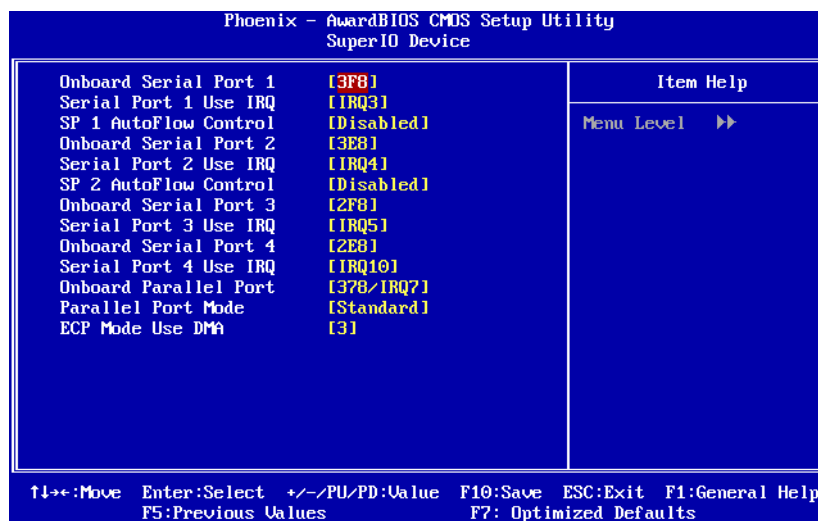 Phoenix - AwardBIOS CMOS Setup Utility
SuperIO Device
Onboard Serial Port 1 [3F8]
Serial Port 1 Use IRQ [IRQ3]
SP 1 AutoFlow Control [Disabled]
Onboard Serial Port 2 [3E8]
Serial Port 2 Use IRQ [IRQ4]
SP 2 AutoFlow Control [Disabled]
Onboard Serial Port 3 [2F8]
Serial Port 3 Use IRQ [IRQ5]
Onboard Serial Port 4 [2E8]
Serial Port 4 Use IRQ [IRQ10]
Onboard Parallel Port [378/IRQ7]
Parallel Port Mode [Standard]
ECP Mode Use DMA [3]
Item Help
Menu Level ►►
↑↓→←:Move Enter:Select +/-/PU/PD:Value F10:Save ESC:Exit F1:General Help
F5:Previous Values F7: Optimized Defaults